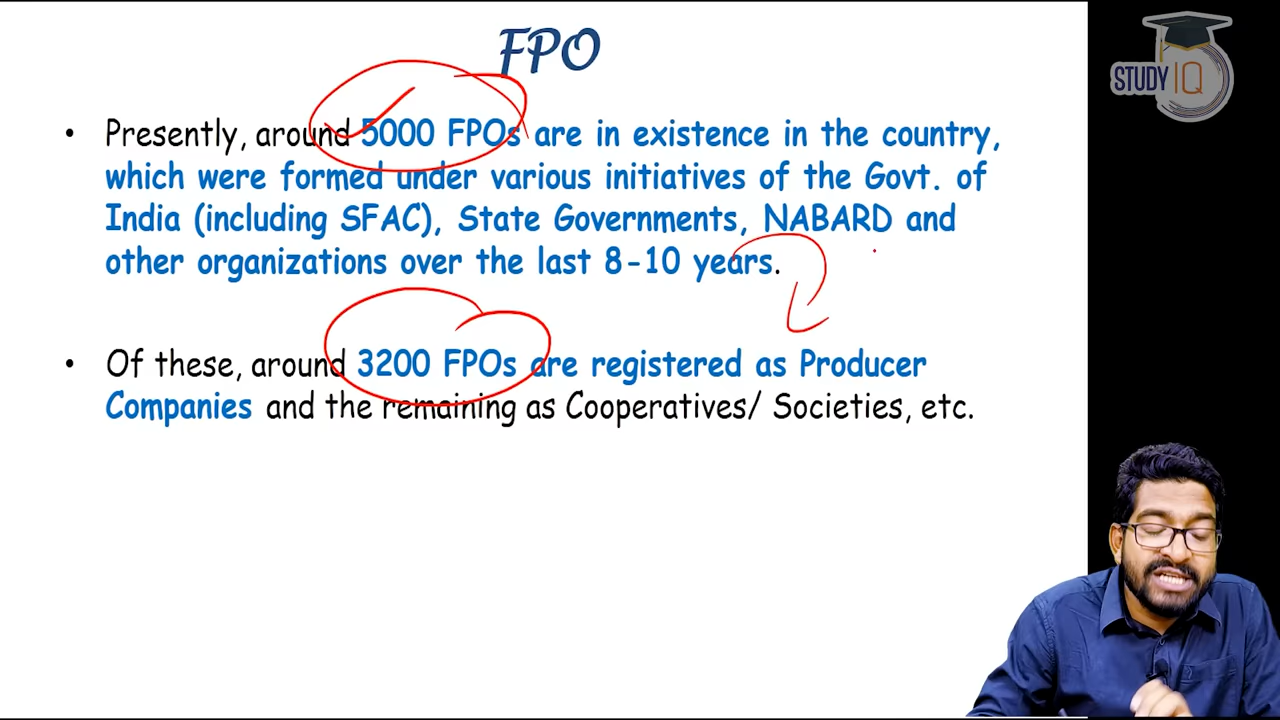 FPO
STUDY IQ
• Presently, around 5000 FPOs are in existence in the country,
which were formed under various initiatives of the Govt. of
India (including SFAC), State Governments, NABARD and
other organizations over the last 8-10 years.
• Of these, around 3200 FPOs are registered as Producer
Companies and the remaining as Cooperatives/ Societies, etc.